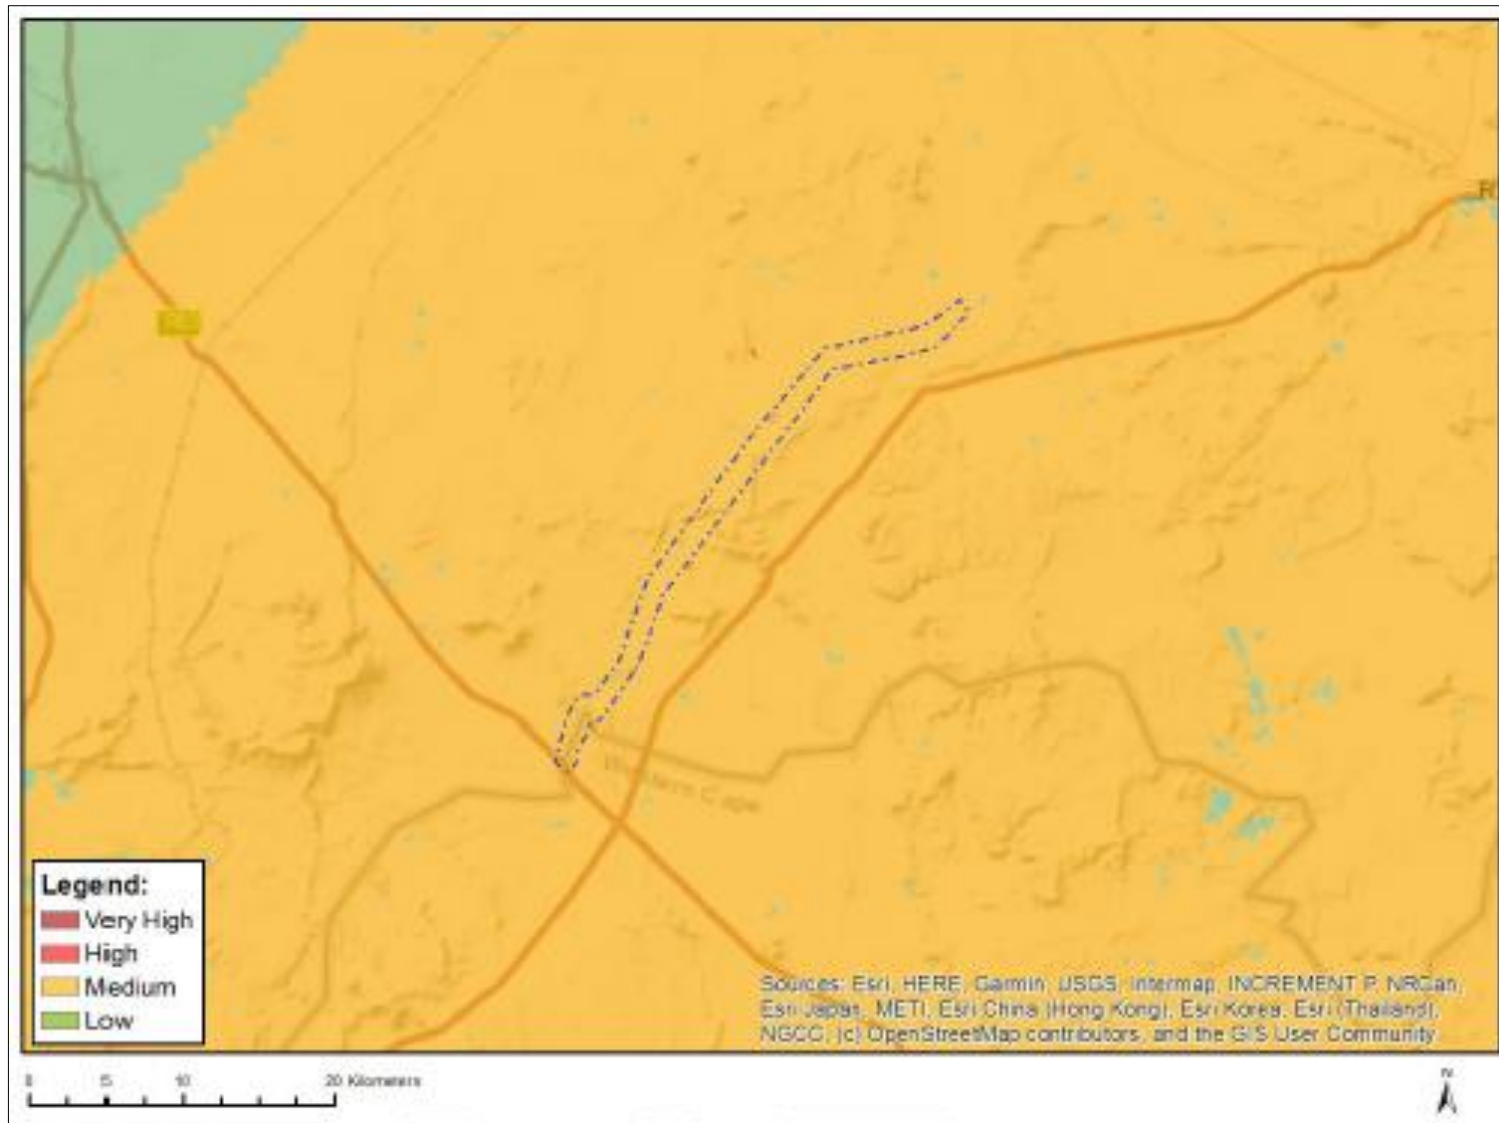 R
Cape
Legend:
Very High
High
Medium
Low
Sources: Esri, HERE, Garmin, USGS, Intermap, INCREMENT P, NRCan,
Esri Japan, METI, Esri China (Hong Kong), Esri Korea, Esri (Thailand),
NGCC, (c) OpenStreetMap contributors, and the GIS User Community
0 5 10 20 Kilometers
N